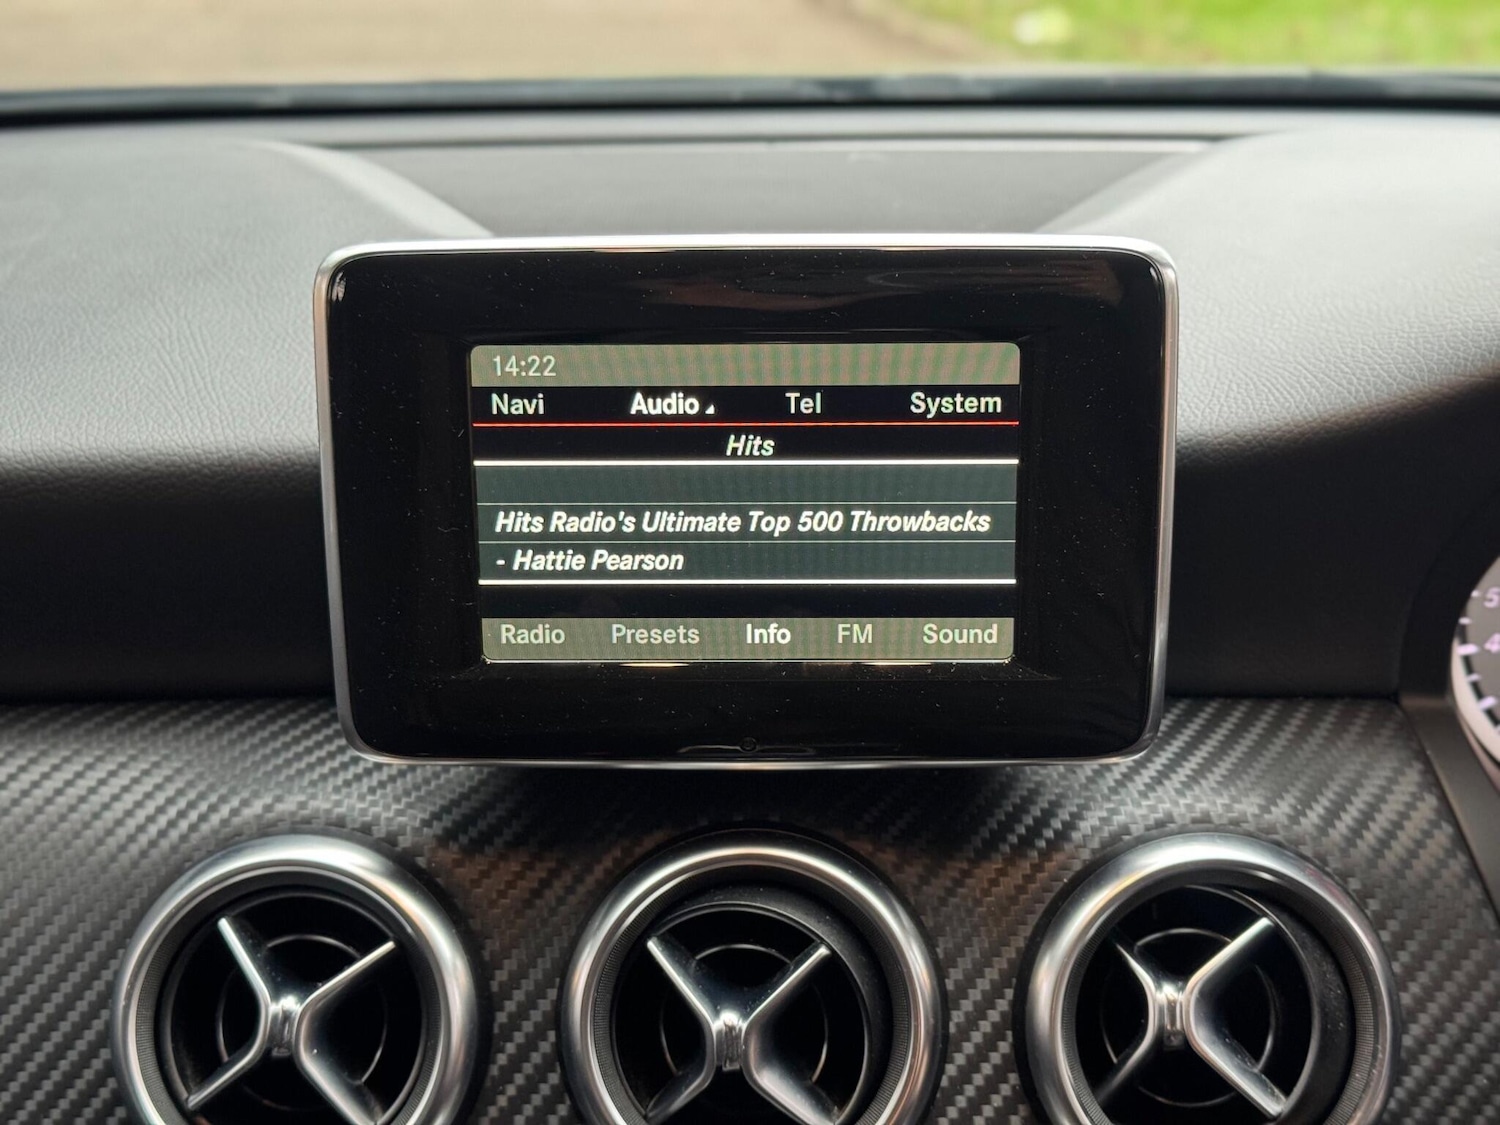 14:22
Navi Audio Tel System
Hits
Hits Radio's Ultimate Top 500 Throwbacks
- Hattie Pearson
Radio Presets Info FM Sound